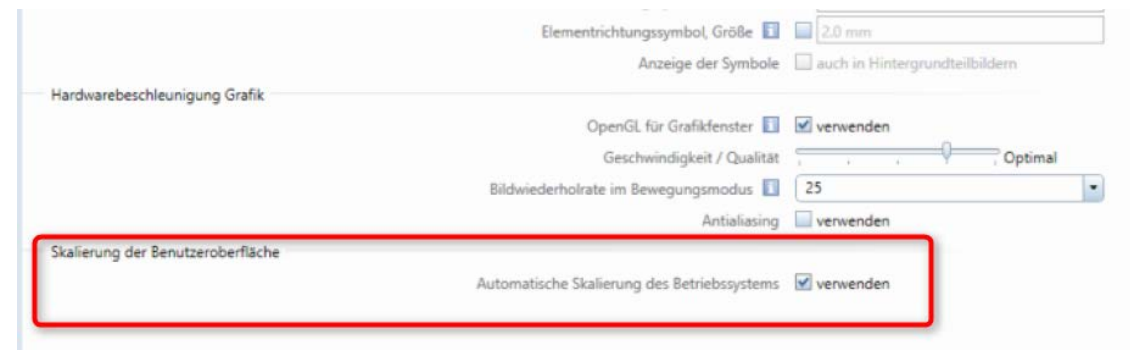 Elementrichtungssymbol, Größe 2.0 mm
Anzeige der Symbole auch in Hintergrundteilbildern
Hardwarebeschleunigung Grafik
OpenGL für Grafikfenster verwenden
Geschwindigkeit / Qualität Optimal
Bildwiederholrate im Bewegungsmodus 25
Antialiasing verwenden
Skalierung der Benutzeroberfläche
Automatische Skalierung des Betriebssystems verwenden